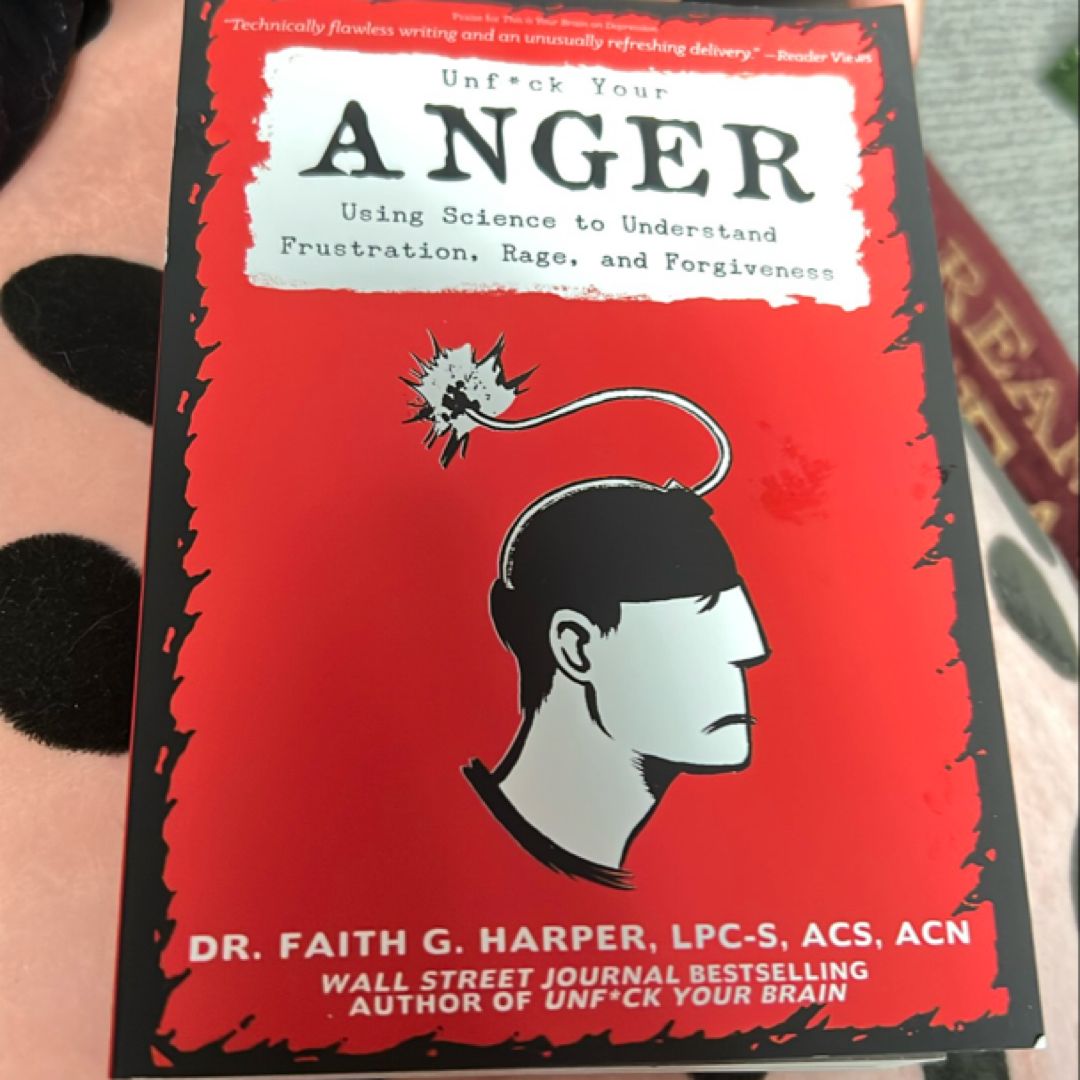 Praise for This is Your Brain on Depression
"Technically flawless writing and an unusually refreshing delivery." —Reader Views
Unf*ck Your
ANGER
Using Science to Understand
Frustration, Rage, and Forgiveness
DR. FAITH G. HARPER, LPC-S, ACS, ACN
WALL STREET JOURNAL BESTSELLING
AUTHOR OF UNF*CK YOUR BRAIN